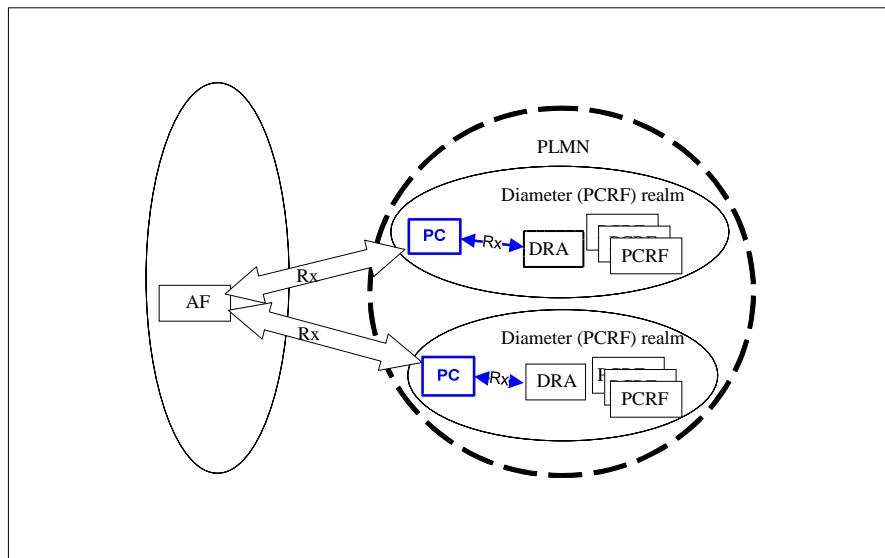 PLMN
Diameter (PCRF) realm
PC
Rx
DRA
PCRF
Rx
AF
Rx
Diameter (PCRF) realm
PC
Rx
DRA
PCRF